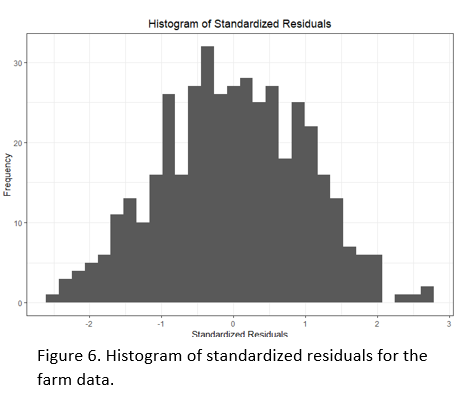 Histogram of Standardized Residuals
30
20
10
0
Frequency
-2 -1 0 1 2 3
Standardized Residuals
Figure 6. Histogram of standardized residuals for the
farm data.